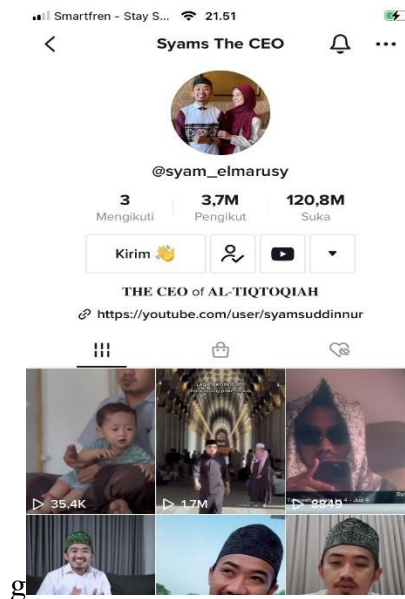 Smartfren - Stay S... 21.51
Syams The CEO
@syam_elmarusy
3 3,7M 120,8M
Mengikuti Pengikut Suka
Kirim 👋
THE CEO of AL-TIQTOQIAH
https://youtube.com/user/syamsuddinnur
35,4K 1.7M 8849
g